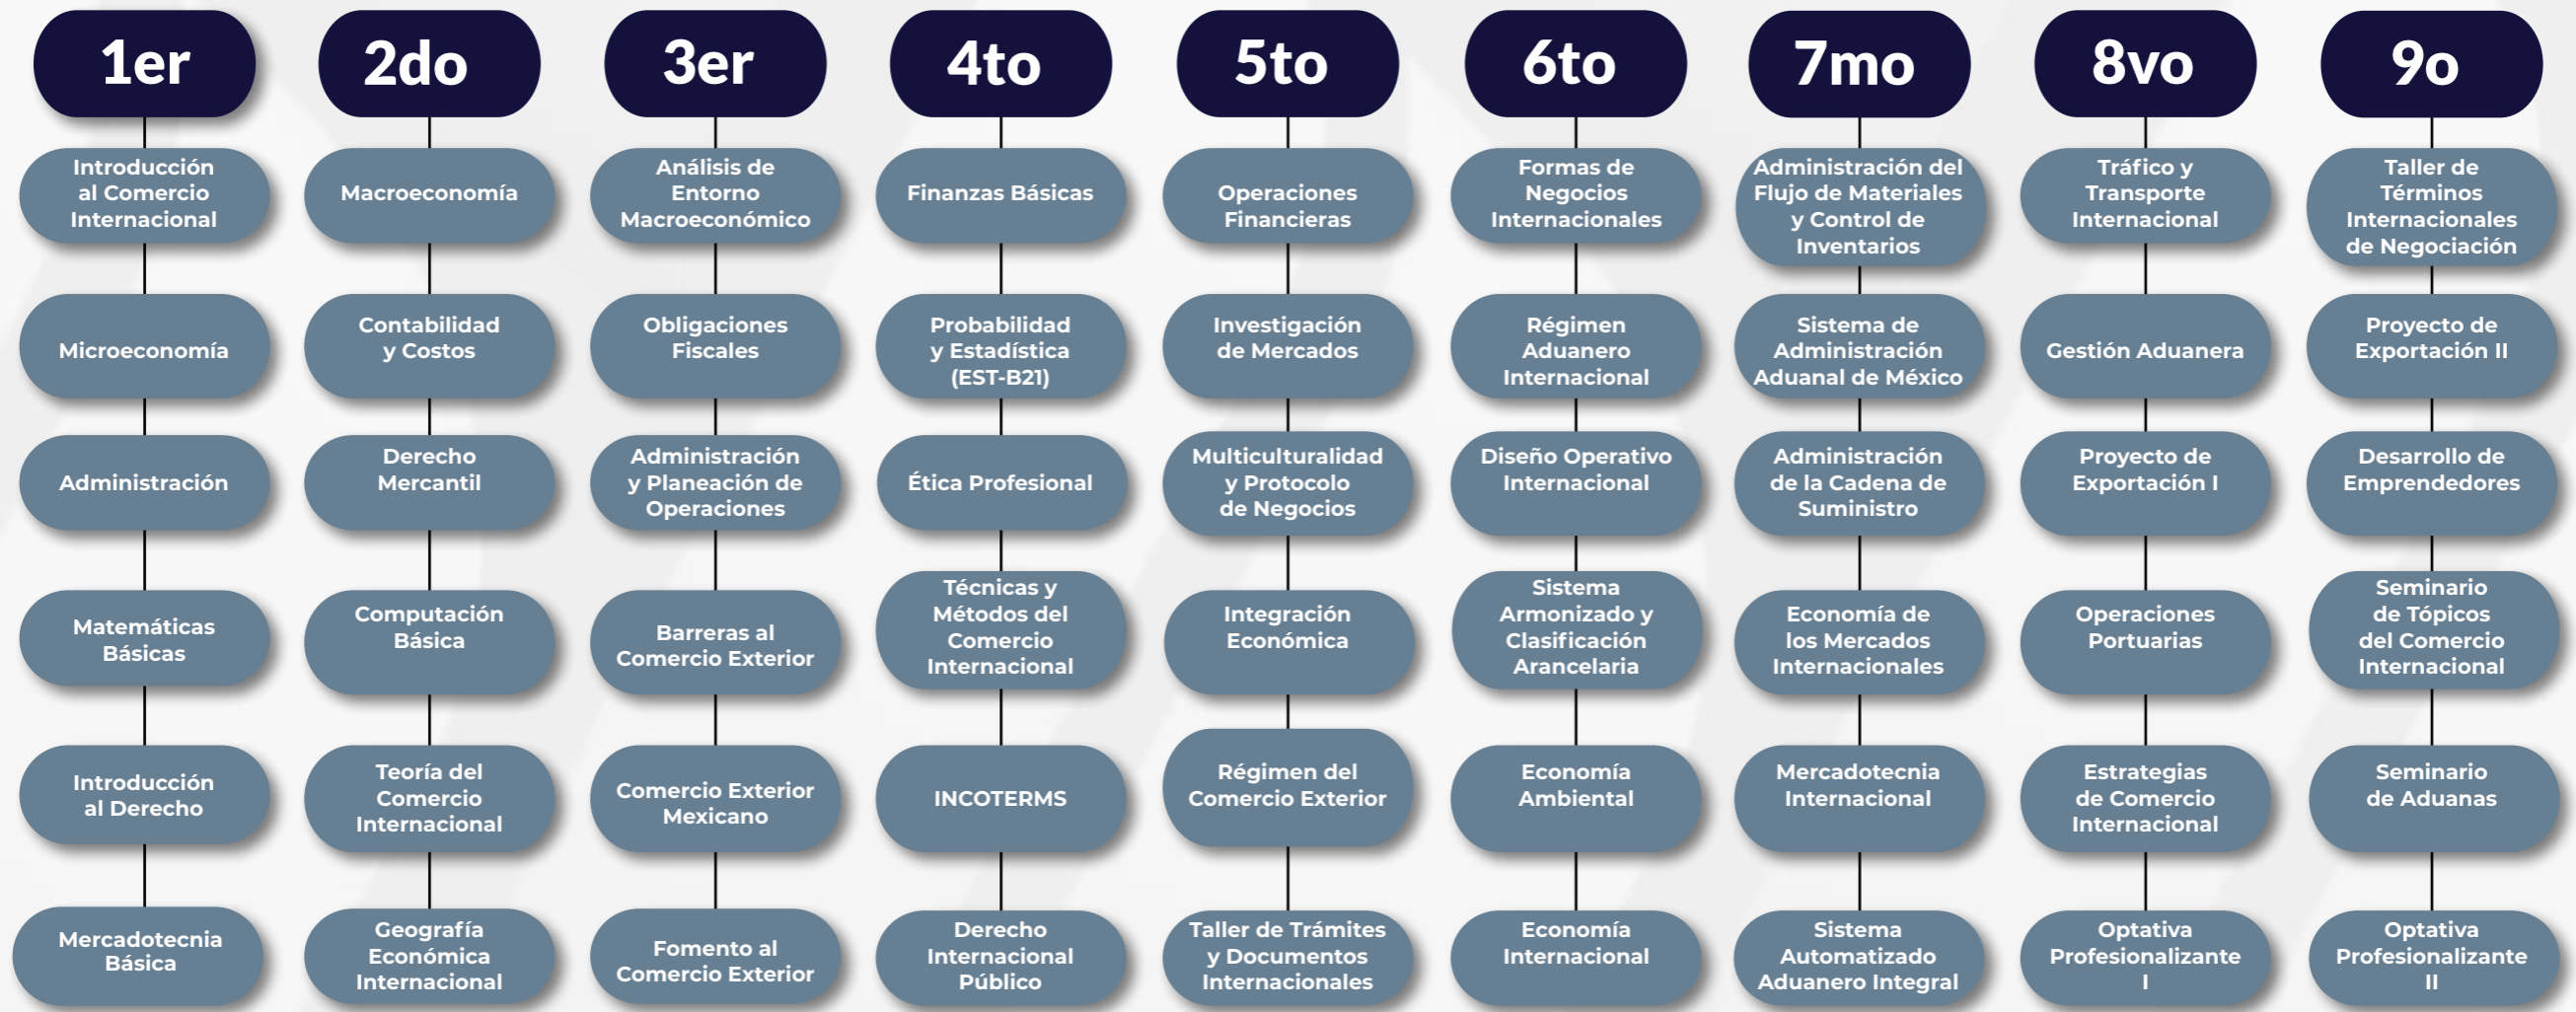 1er
Introducción
al Comercio
Internacional
Microeconomía
Administración
Matemáticas
Básicas
Introducción
al Derecho
Mercadotecnia
Básica
2do
Macroeconomía
Contabilidad
y Costos
Derecho
Mercantil
Computación
Básica
Teoría del
Comercio
Internacional
Geografía
Económica
Internacional
3er
Análisis de
Entorno
Macroeconómico
Obligaciones
Fiscales
Administración
y Planeación de
Operaciones
Barreras al
Comercio Exterior
Comercio Exterior
Mexicano
Fomento al
Comercio Exterior
4to
Finanzas Básicas
Probabilidad
y Estadística
(EST-B21)
Ética Profesional
Técnicas y
Métodos del
Comercio
Internacional
INCOTERMS
Derecho
Internacional
Público
5to
Operaciones
Financieras
Investigación
de Mercados
Multiculturalidad
y Protocolo
de Negocios
Integración
Económica
Régimen del
Comercio Exterior
Taller de Trámites
y Documentos
Internacionales
6to
Formas de
Negocios
Internacionales
Régimen
Aduanero
Internacional
Diseño Operativo
Internacional
Sistema
Armonizado y
Clasificación
Arancelaria
Economía
Ambiental
Economía
Internacional
7mo
Administración del
Flujo de Materiales
y Control de
Inventarios
Sistema de
Administración
Aduanal de México
Administración
de la Cadena de
Suministro
Economía de
los Mercados
Internacionales
Mercadotecnia
Internacional
Sistema
Automatizado
Aduanero Integral
8vo
Tráfico y
Transporte
Internacional
Gestión Aduanera
Proyecto de
Exportación I
Operaciones
Portuarias
Estrategias
de Comercio
Internacional
Optativa
Profesionalizante
I
9o
Taller de
Términos
Internacionales
de Negociación
Proyecto de
Exportación II
Desarrollo de
Emprendedores
Seminario
de Tópicos
del Comercio
Internacional
Seminario
de Aduanas
Optativa
Profesionalizante
II